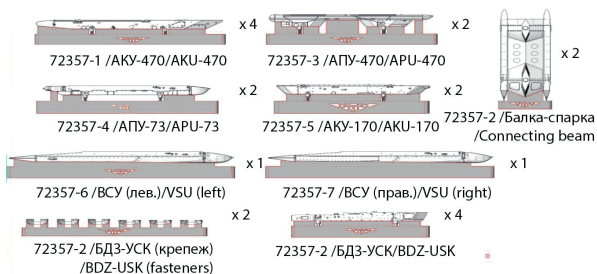 x 4
72357-1 /АКУ-470/AKU-470
x 2
72357-3 /АПУ-470/APU-470
x 2
72357-2 /Балка-спарка
/Connecting beam
x 2
72357-4 /АПУ-73/APU-73
x 2
72357-5 /АКУ-170/AKU-170
x 1
72357-6 /ВСУ (лев.)/VSU (left)
x 1
72357-7 /ВСУ (прав.)/VSU (right)
x 2
72357-2 /БДЗ-УСК (крепеж)
/BDZ-USK (fasteners)
x 4
72357-2 /БДЗ-УСК/BDZ-USK